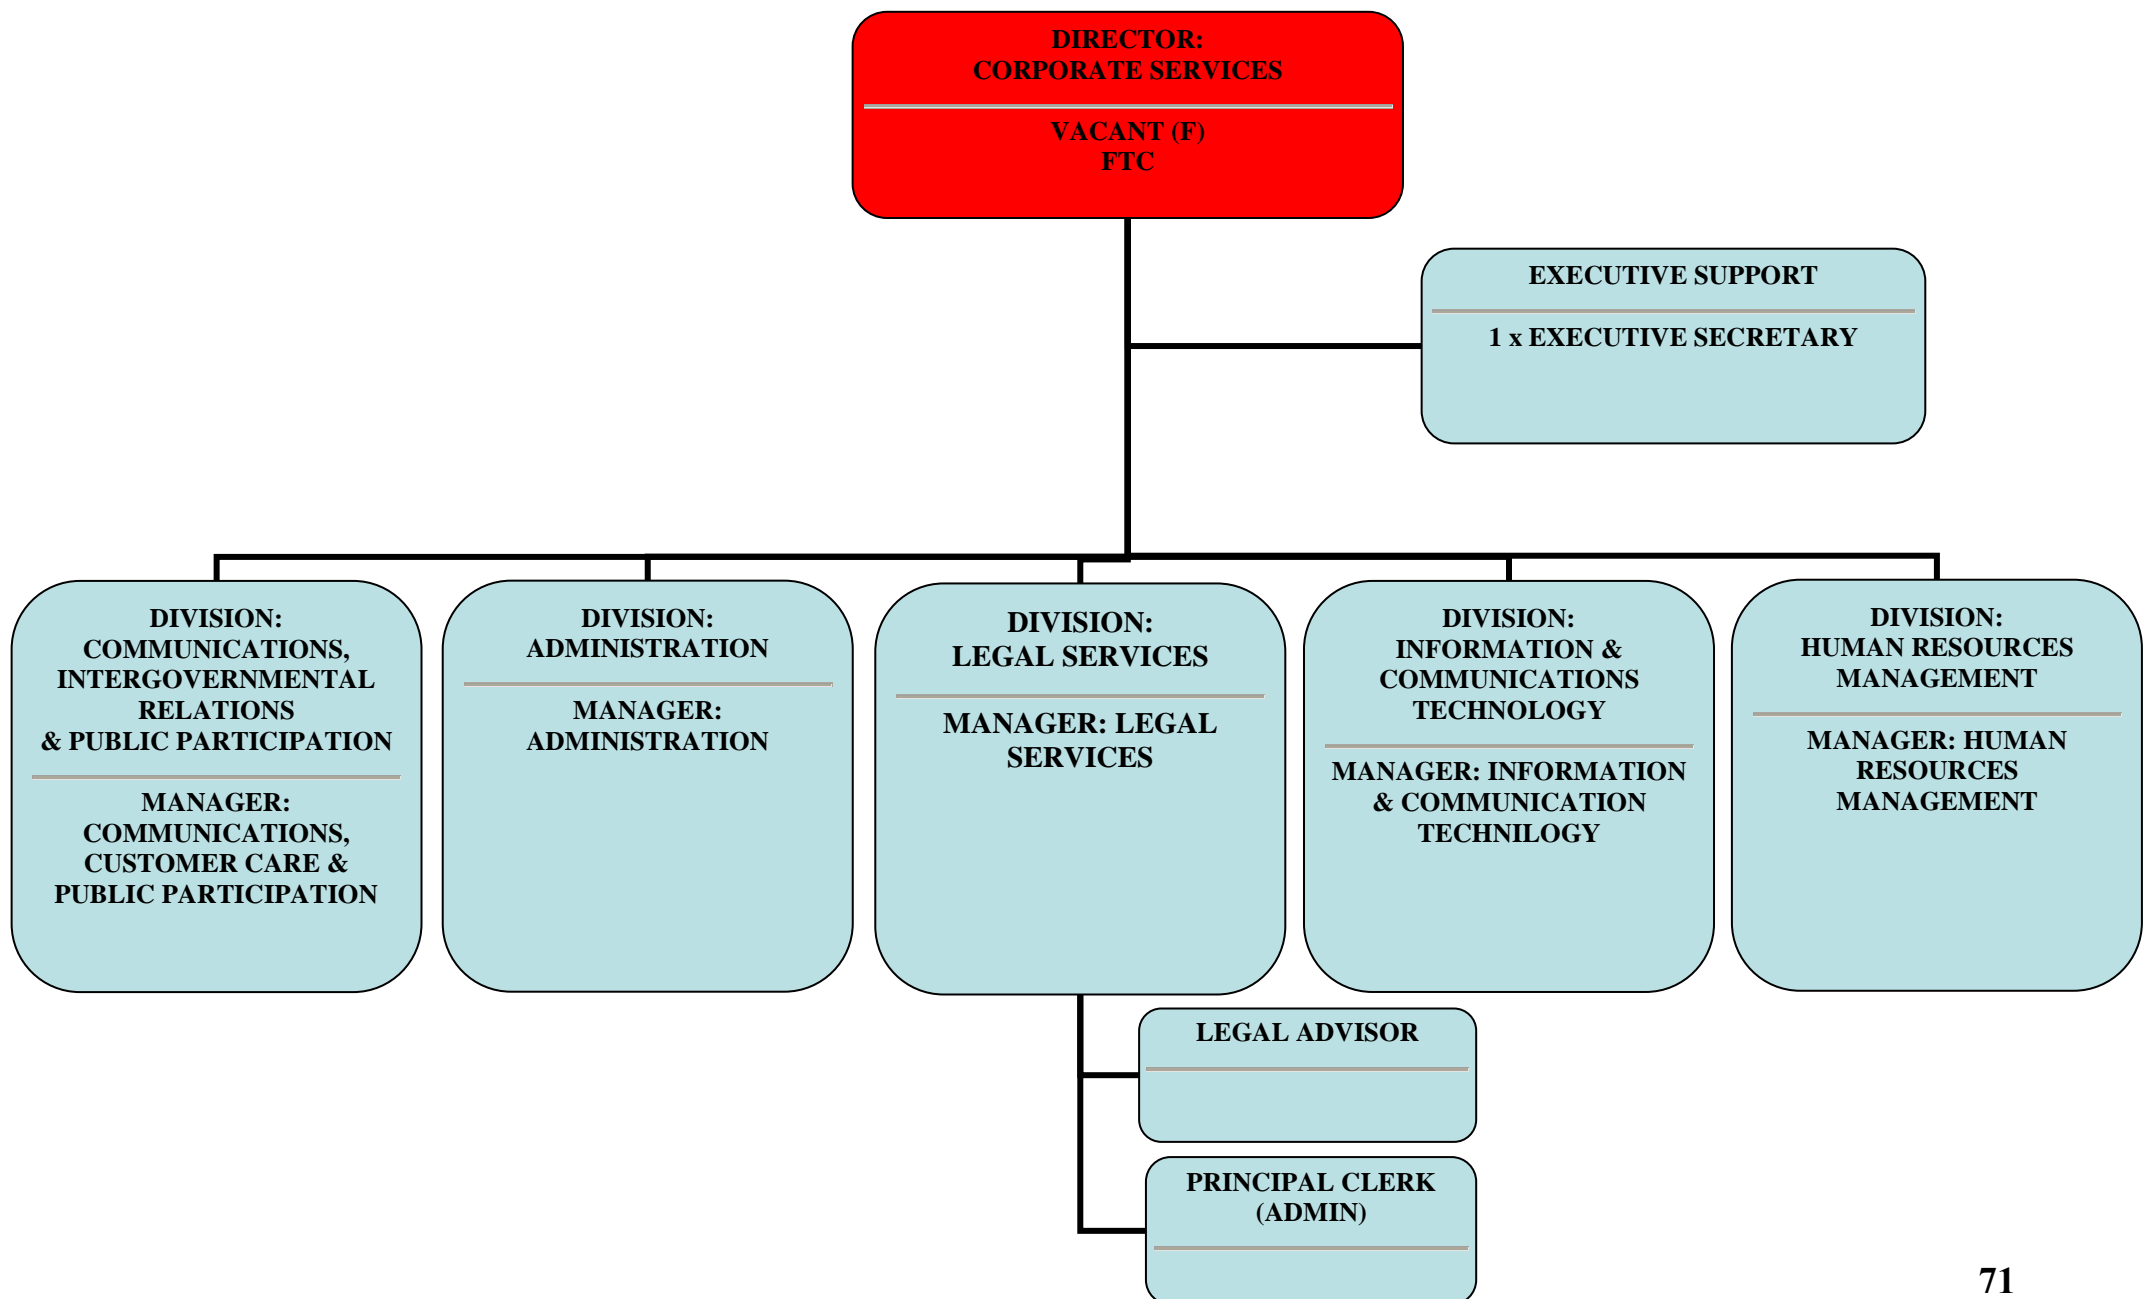 DIRECTOR:
CORPORATE SERVICES
VACANT (F)
FTC
EXECUTIVE SUPPORT
1 x EXECUTIVE SECRETARY
DIVISION:
COMMUNICATIONS,
INTERGOVERNMENTAL
RELATIONS
& PUBLIC PARTICIPATION
MANAGER:
COMMUNICATIONS,
CUSTOMER CARE &
PUBLIC PARTICIPATION
DIVISION:
ADMINISTRATION
MANAGER:
ADMINISTRATION
DIVISION:
LEGAL SERVICES
MANAGER: LEGAL
SERVICES
DIVISION:
INFORMATION &
COMMUNICATIONS
TECHNOLOGY
MANAGER: INFORMATION
& COMMUNICATION
TECHNILOGY
DIVISION:
HUMAN RESOURCES
MANAGEMENT
MANAGER: HUMAN
RESOURCES
MANAGEMENT
LEGAL ADVISOR
PRINCIPAL CLERK
(ADMIN)
71